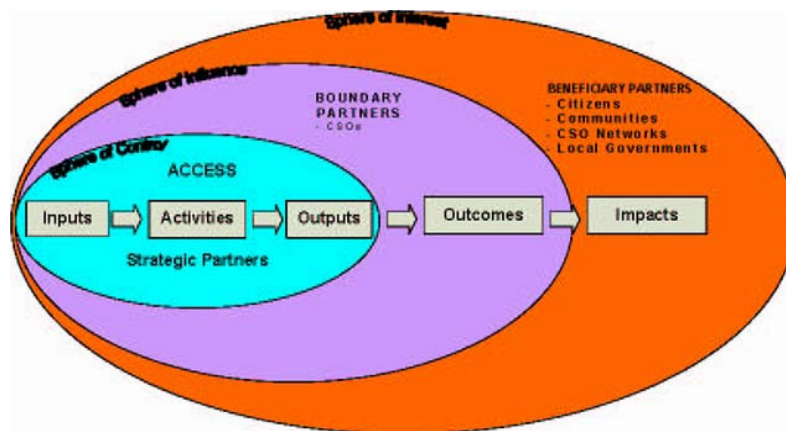 Sphere of Interest
Sphere of Influence
BOUNDARY
PARTNERS
- CSOs
BENEFICIARY PARTNERS
- Citizens
- Communities
- CSO Networks
- Local Governments
Sphere of Control
ACCESS
Inputs
Activities
Outputs
Outcomes
Impacts
Strategic Partners